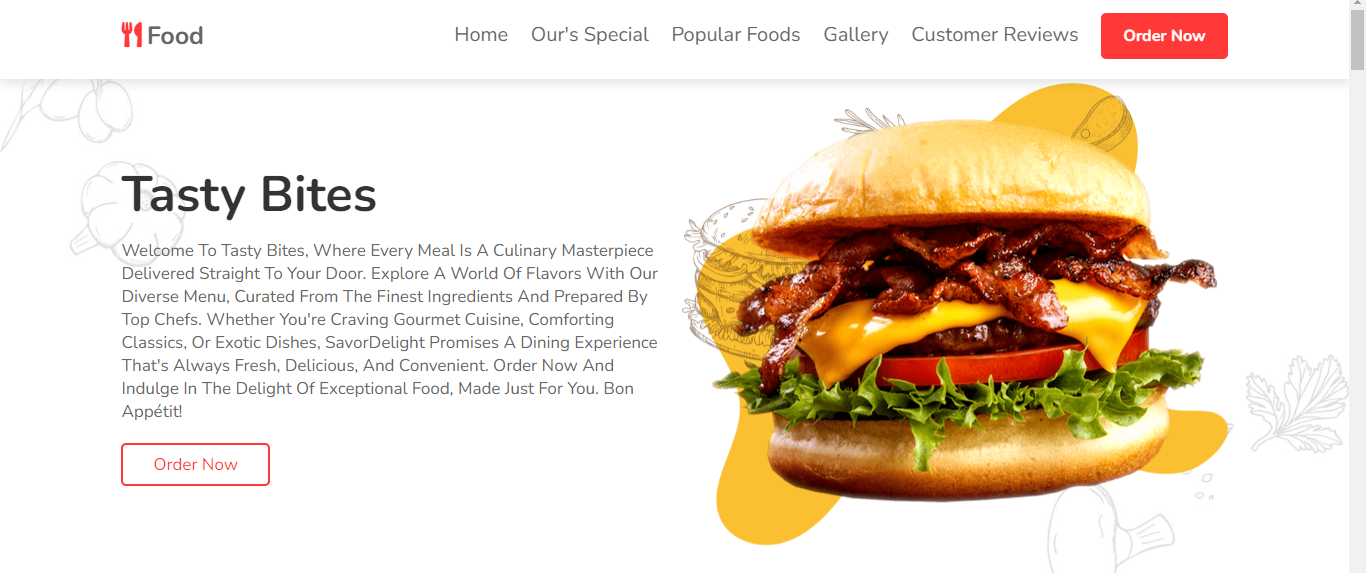 Food
Home
Our's Special
Popular Foods
Gallery
Customer Reviews
Order Now
Tasty Bites
Welcome To Tasty Bites, Where Every Meal Is A Culinary Masterpiece
Delivered Straight To Your Door. Explore A World Of Flavors With Our
Diverse Menu, Curated From The Finest Ingredients And Prepared By
Top Chefs. Whether You're Craving Gourmet Cuisine, Comforting
Classics, Or Exotic Dishes, SavorDelight Promises A Dining Experience
That's Always Fresh, Delicious, And Convenient. Order Now And
Indulge In The Delight Of Exceptional Food, Made Just For You. Bon
Appétit!
Order Now